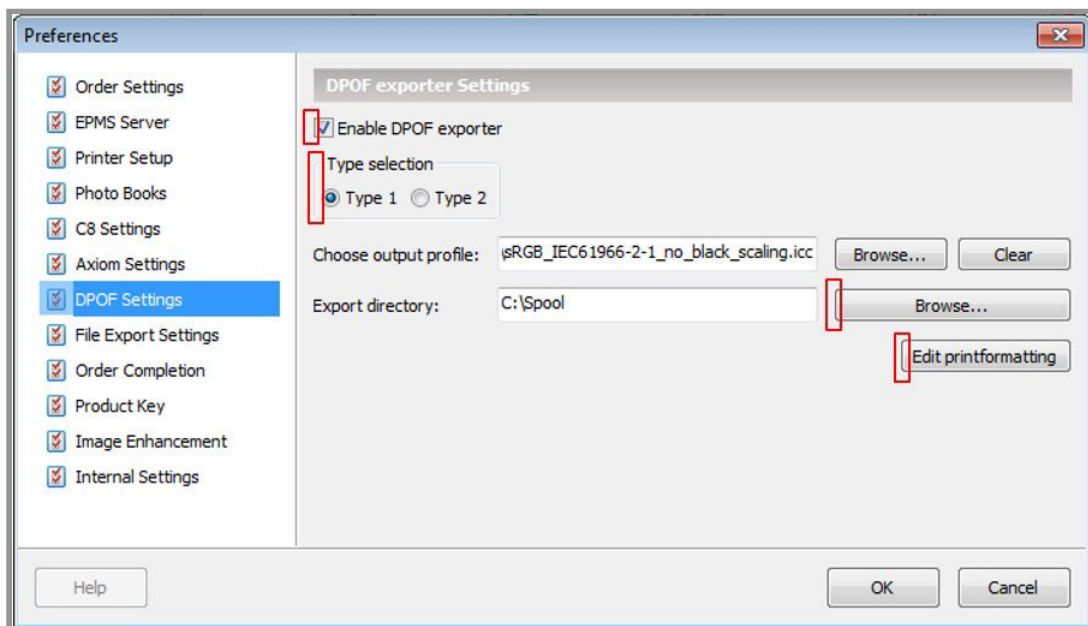 Preferences
Order Settings
EPMS Server
Printer Setup
Photo Books
C8 Settings
Axiom Settings
DPOF Settings
File Export Settings
Order Completion
Product Key
Image Enhancement
Internal Settings
DPOF exporter Settings
Enable DPOF exporter
Type selection
Type 1 Type 2
Choose output profile: \sRGB_IEC61966-2-1_no_black_scaling.icc Browse... Clear
Export directory: C:\Spool Browse...
Edit printformatting
Help OK Cancel